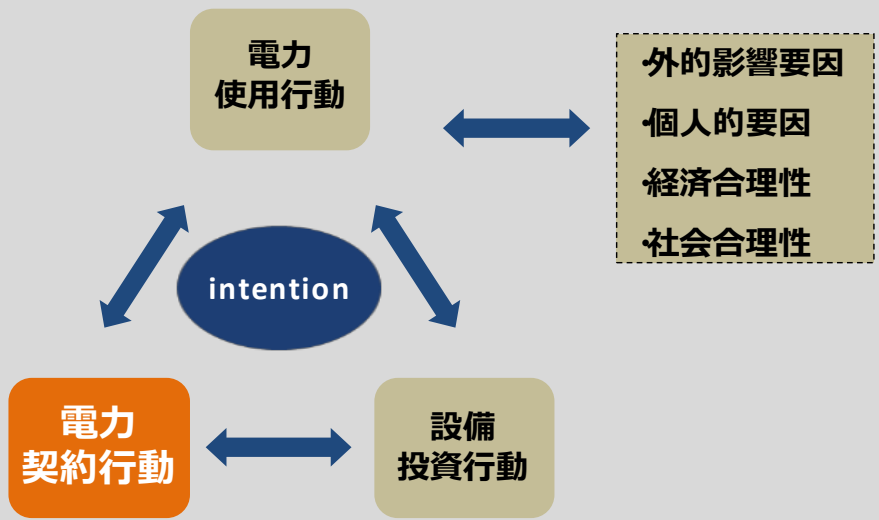 電力
使用行動
・外的影響要因
・個人的要因
・経済合理性
・社会合理性
intention
電力
契約行動
設備
投資行動